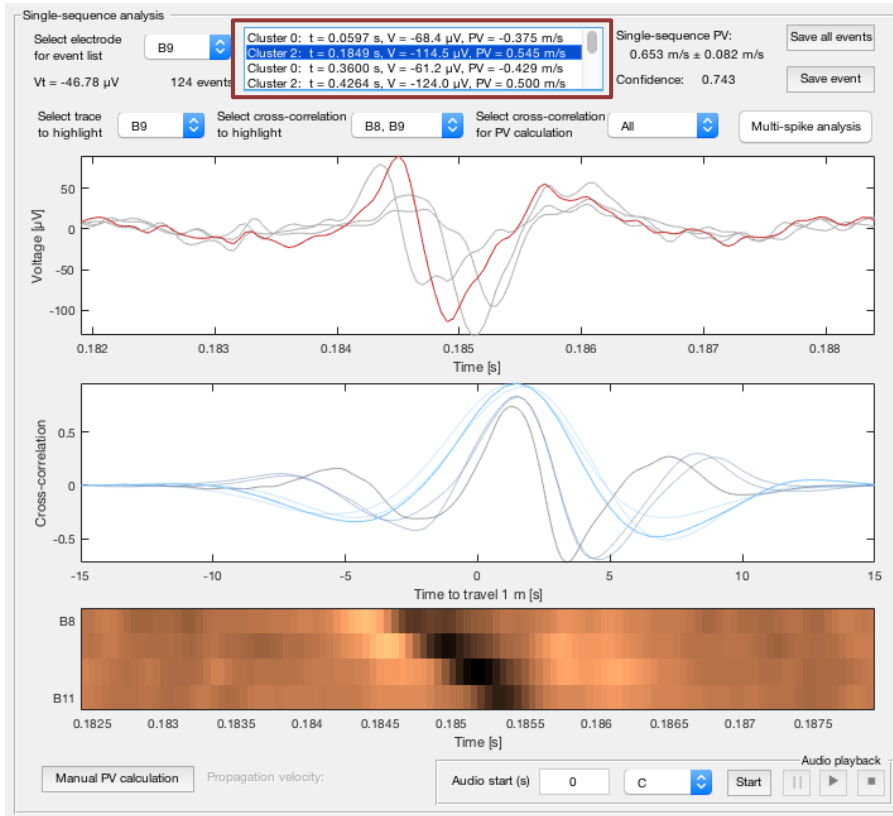 Single-sequence analysis
Select electrode
for event list
B9
Vt = -46.78 µV
124 events
Cluster 0: t = 0.0597 s, V = -68.4 µV, PV = -0.375 m/s
Cluster 2: t = 0.1849 s, V = -114.5 µV, PV = 0.545 m/s
Cluster 0: t = 0.3600 s, V = -61.2 µV, PV = -0.429 m/s
Cluster 2: t = 0.4264 s, V = -124.0 µV, PV = 0.500 m/s
Single-sequence PV:
0.653 m/s ± 0.082 m/s
Confidence: 0.743
Save all events
Save event
Select trace
to highlight
B9
Select cross-correlation
to highlight
B8, B9
Select cross-correlation
for PV calculation
All
Multi-spike analysis
50
0
-50
-100
Voltage [µV]
0.182 0.183 0.184 0.185 0.186 0.187 0.188
Time [s]
0.5
0
-0.5
Cross-correlation
-15 -10 -5 0 5 10 15
Time to travel 1 m [s]
B8
B11
0.1825 0.183 0.1835 0.184 0.1845 0.185 0.1855 0.186 0.1865 0.187 0.1875
Time [s]
Manual PV calculation
Propagation velocity:
Audio playback
Audio start (s)
0
C
Start